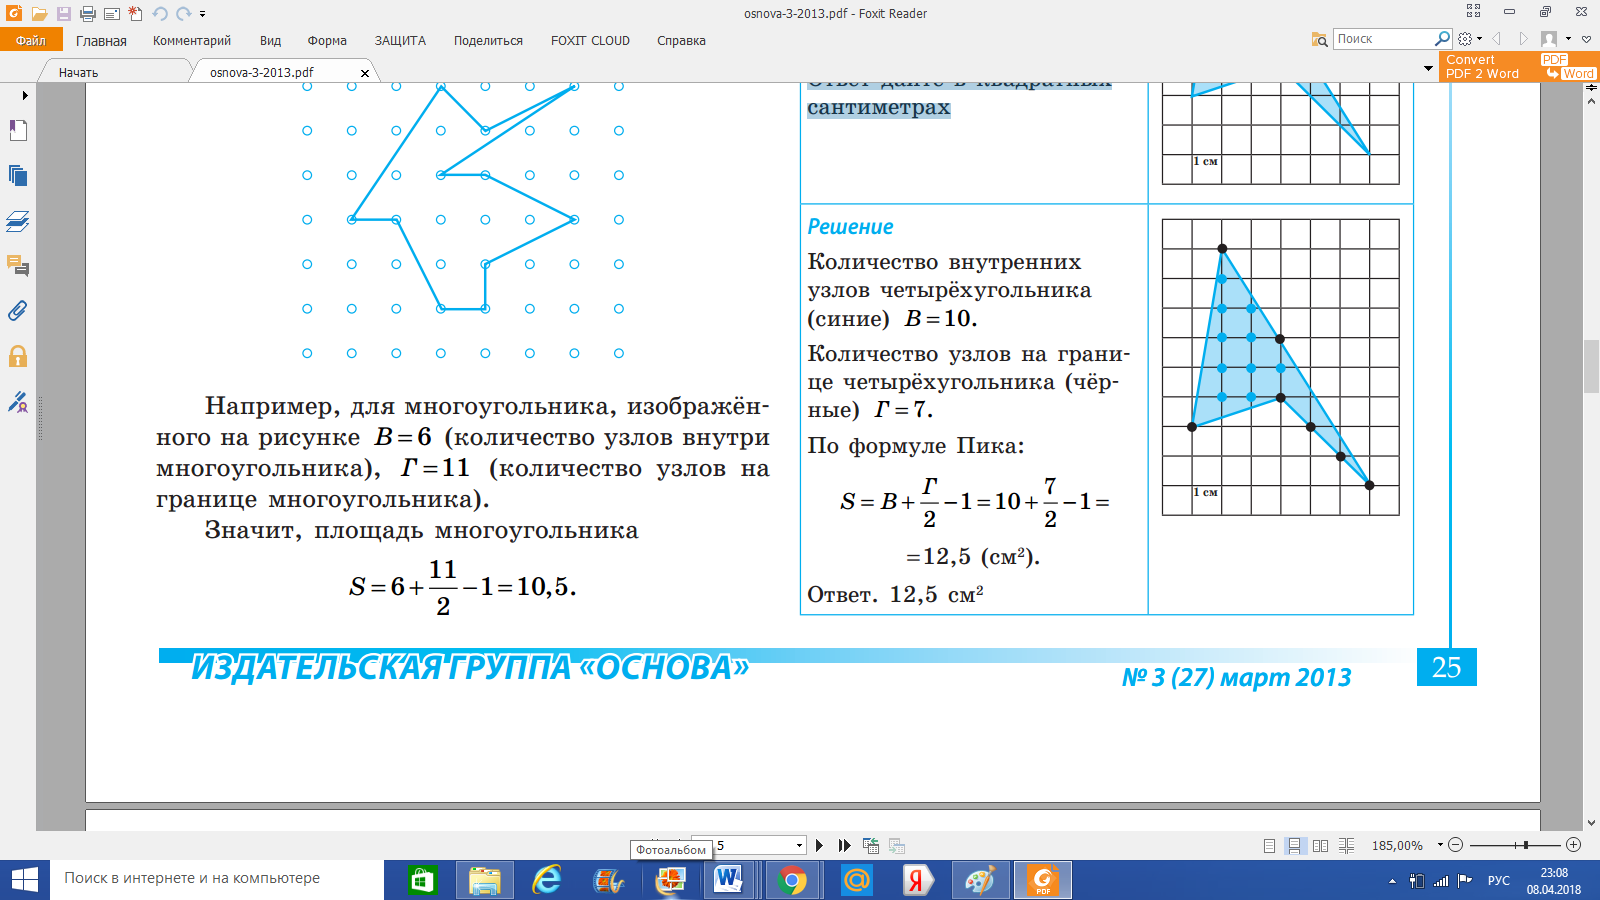 osnova-3-2013.pdf - Foxit Reader
Файл Главная Комментарий Вид Форма ЗАЩИТА Поделиться FOXIT CLOUD Справка
Поиск
Начать
osnova-3-2013.pdf
Convert PDF
PDF 2 Word Word
Ответ дайте в квадратных
сантиметрах
1 см
Например, для многоугольника, изображён-
ного на рисунке В = 6 (количество узлов внутри
многоугольника), Г = 11 (количество узлов на
границе многоугольника).
Значит, площадь многоугольника
S = 6 + 11/2 − 1 = 10,5.
Решение
Количество внутренних
узлов четырёхугольника
(синие) В = 10.
Количество узлов на грани-
це четырёхугольника (чёр-
ные) Г = 7.
По формуле Пика:
S = В + Г/2 − 1 = 10 + 7/2 − 1 =
= 12,5 (см²).
Ответ. 12,5 см²
1 см
ИЗДАТЕЛЬСКАЯ ГРУППА «ОСНОВА»
№ 3 (27) март 2013
25
Фотоальбом
5
185,00%
Поиск в интернете и на компьютере
РУС
23:08
08.04.2018